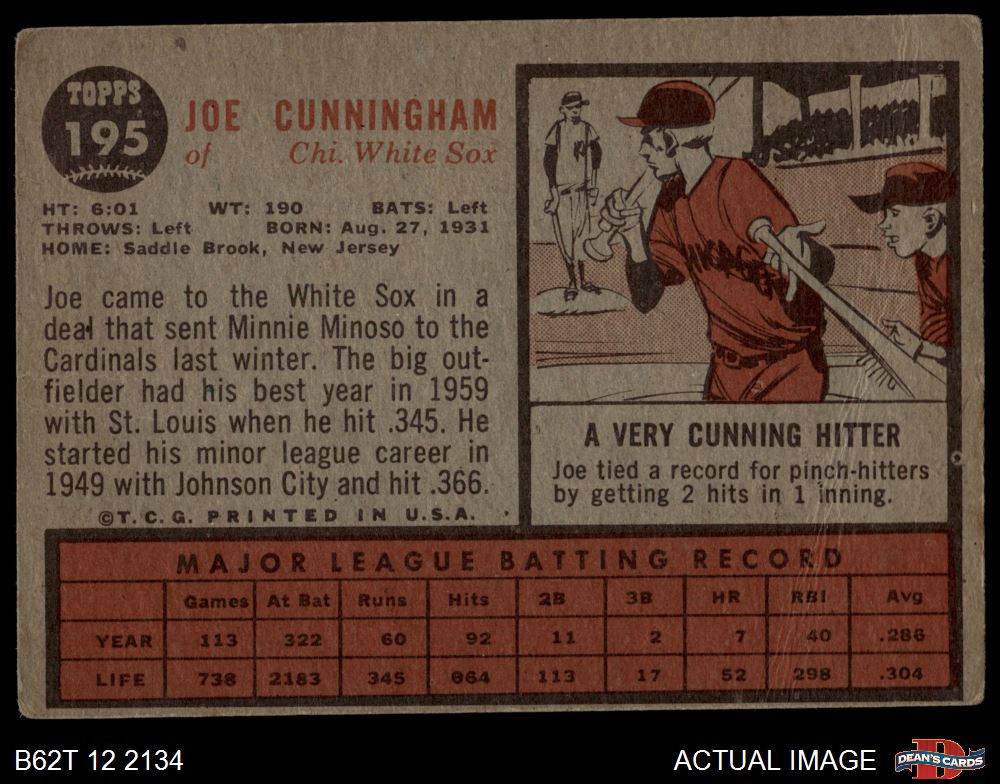 TOPPS
195
JOE CUNNINGHAM
of Chi. White Sox
HT: 6:01 WT: 190 BATS: Left
THROWS: Left BORN: Aug. 27, 1931
HOME: Saddle Brook, New Jersey
Joe came to the White Sox in a
deal that sent Minnie Minoso to the
Cardinals last winter. The big out-
fielder had his best year in 1959
with St. Louis when he hit .345. He
started his minor league career in
1949 with Johnson City and hit .366.
©T.C.G. PRINTED IN U.S.A.
A VERY CUNNING HITTER
Joe tied a record for pinch-hitters
by getting 2 hits in 1 inning.
MAJOR LEAGUE BATTING RECORD
Games At Bat Runs Hits 2B 3B HR RBI Avg
YEAR 113 322 60 92 11 2 7 40 .286
LIFE 738 2183 345 664 113 17 52 298 .304
B62T 12 2134
ACTUAL IMAGE
DEAN'S CARDS